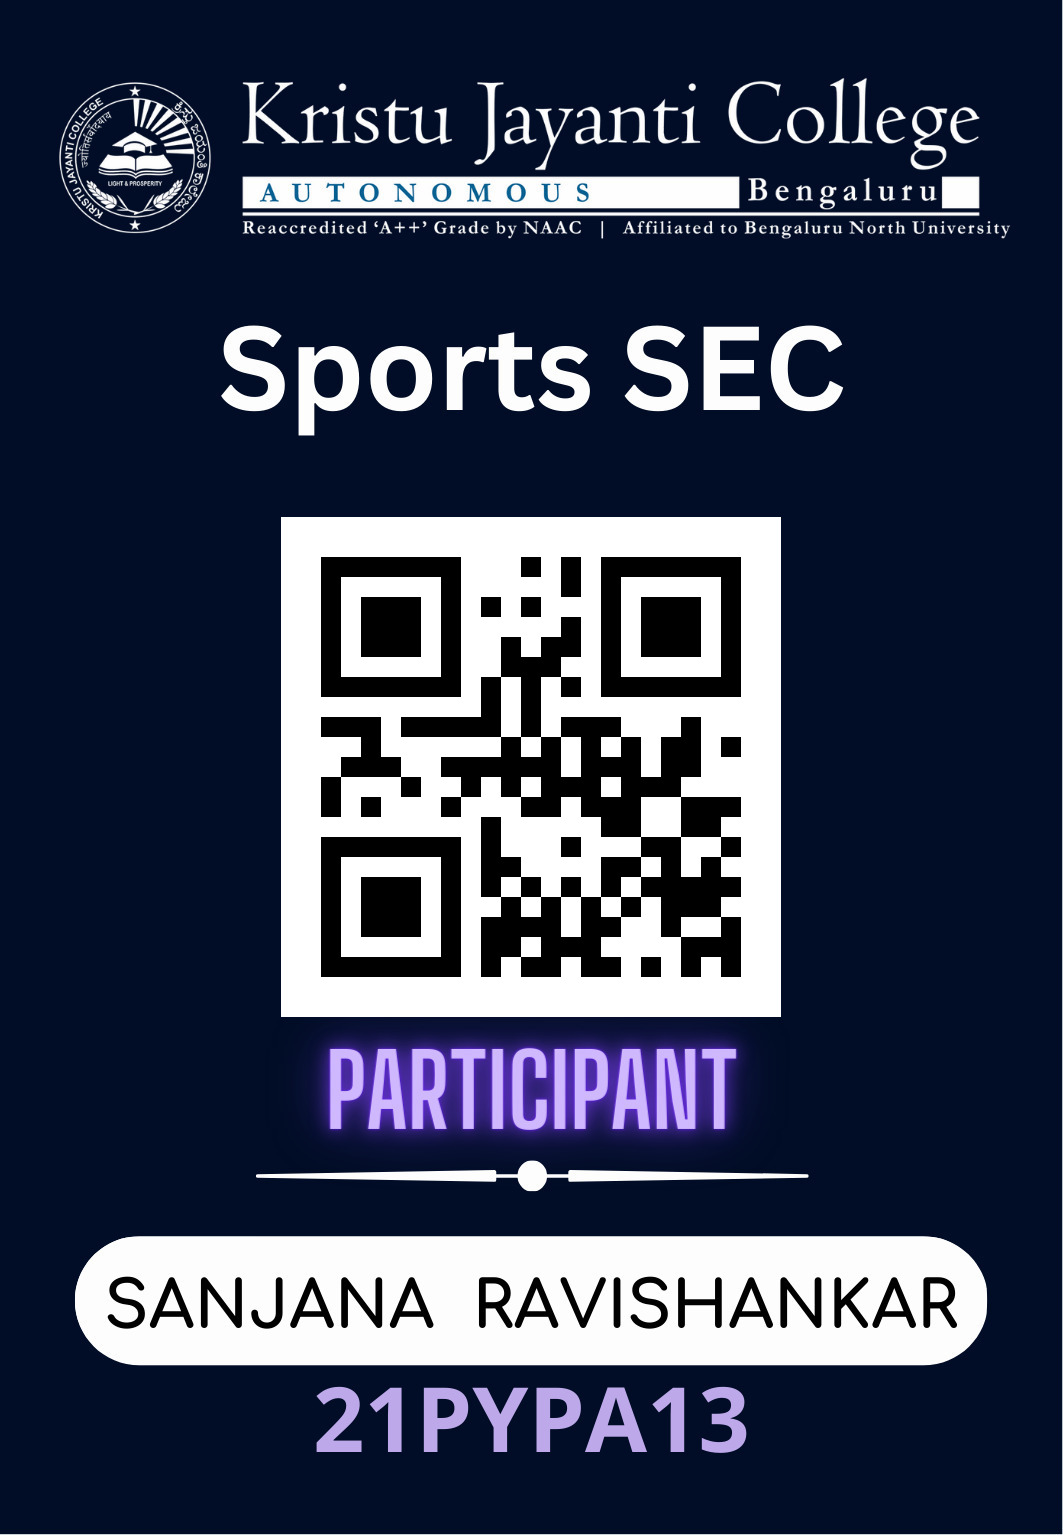 Kristu Jayanti College
AUTONOMOUS Bengaluru
Reaccredited ‘A++’ Grade by NAAC | Affiliated to Bengaluru North University
KRISTU JAYANTI COLLEGE
ಕ್ರಿಸ್ತು ಜಯಂತಿ ಕಾಲೇಜು
LIGHT & PROSPERITY
Sports SEC
PARTICIPANT
SANJANA RAVISHANKAR
21PYPA13